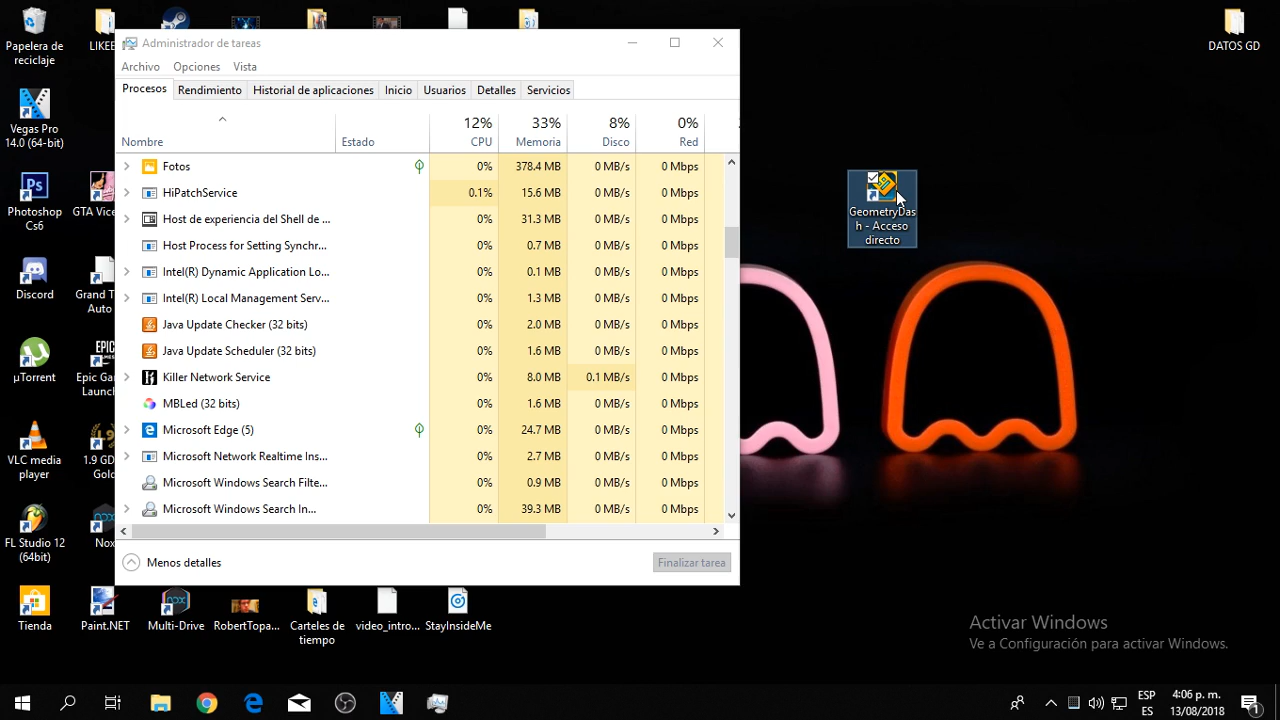 Papelera de
reciclaje
LIKEE
DATOS GD
Administrador de tareas
Archivo Opciones Vista
Procesos Rendimiento Historial de aplicaciones Inicio Usuarios Detalles Servicios
12% 33% 8% 0%
Nombre Estado CPU Memoria Disco Red
Fotos 0% 378.4 MB 0 MB/s 0 Mbps
HiPatchService 0.1% 15.6 MB 0 MB/s 0 Mbps
Host de experiencia del Shell de ... 0% 31.3 MB 0 MB/s 0 Mbps
Host Process for Setting Synchr... 0% 0.7 MB 0 MB/s 0 Mbps
Intel(R) Dynamic Application Lo... 0% 0.1 MB 0 MB/s 0 Mbps
Intel(R) Local Management Serv... 0% 1.3 MB 0 MB/s 0 Mbps
Java Update Checker (32 bits) 0% 2.0 MB 0 MB/s 0 Mbps
Java Update Scheduler (32 bits) 0% 1.6 MB 0 MB/s 0 Mbps
Killer Network Service 0% 8.0 MB 0.1 MB/s 0 Mbps
MBLed (32 bits) 0% 1.6 MB 0 MB/s 0 Mbps
Microsoft Edge (5) 0% 24.7 MB 0 MB/s 0 Mbps
Microsoft Network Realtime Ins... 0% 2.7 MB 0 MB/s 0 Mbps
Microsoft Windows Search Filte... 0% 0.9 MB 0 MB/s 0 Mbps
Microsoft Windows Search In... 0% 39.3 MB 0 MB/s 0 Mbps
Menos detalles Finalizar tarea
Vegas Pro
14.0 (64-bit)
Ps
Photoshop
Cs6
GTA Vice
Discord
Grand T
Auto
µTorrent
EPIC
Epic Ga
Launch
VLC media
player
1.9 GD
Gold
FL Studio 12
(64bit)
Nox
GeometryDas
h - Acceso
directo
Tienda
Paint.NET
nox
Multi-Drive
RobertTopa...
Carteles de
tiempo
video_intro...
StayInsideMe
Activar Windows
Ve a Configuración para activar Windows.
ESP
ES
4:06 p. m.
13/08/2018
1